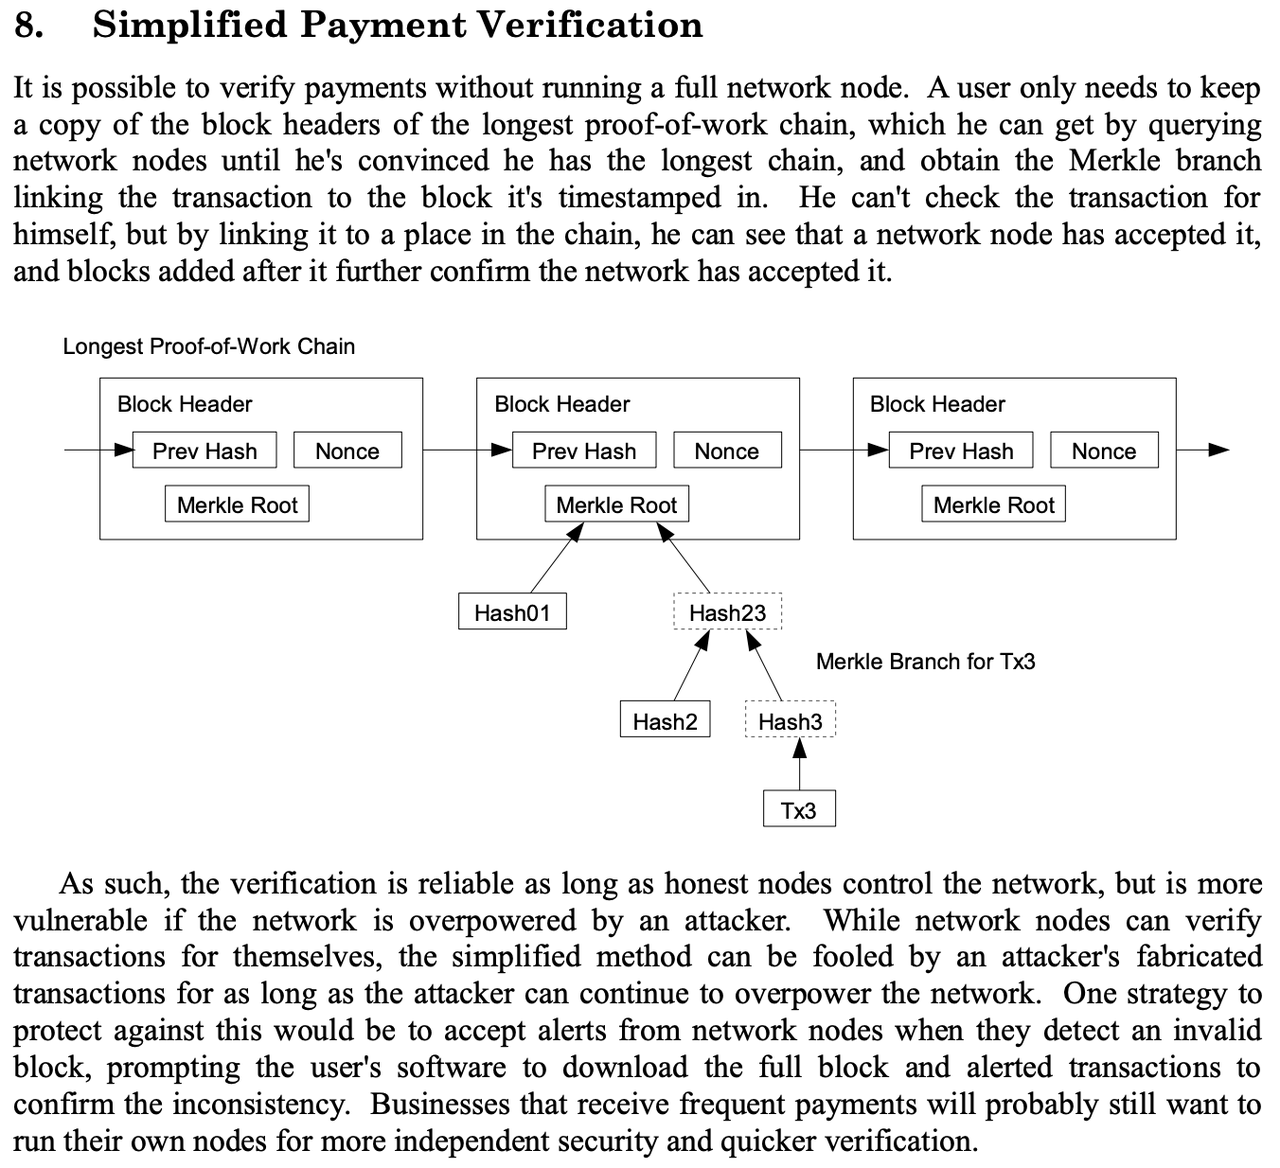 8. Simplified Payment Verification
It is possible to verify payments without running a full network node. A user only needs to keep
a copy of the block headers of the longest proof-of-work chain, which he can get by querying
network nodes until he's convinced he has the longest chain, and obtain the Merkle branch
linking the transaction to the block it's timestamped in. He can't check the transaction for
himself, but by linking it to a place in the chain, he can see that a network node has accepted it,
and blocks added after it further confirm the network has accepted it.
Longest Proof-of-Work Chain
Block Header Block Header Block Header
Prev Hash Nonce Prev Hash Nonce Prev Hash Nonce
Merkle Root Merkle Root Merkle Root
Hash01 Hash23
Merkle Branch for Tx3
Hash2 Hash3
Tx3
As such, the verification is reliable as long as honest nodes control the network, but is more
vulnerable if the network is overpowered by an attacker. While network nodes can verify
transactions for themselves, the simplified method can be fooled by an attacker's fabricated
transactions for as long as the attacker can continue to overpower the network. One strategy to
protect against this would be to accept alerts from network nodes when they detect an invalid
block, prompting the user's software to download the full block and alerted transactions to
confirm the inconsistency. Businesses that receive frequent payments will probably still want to
run their own nodes for more independent security and quicker verification.